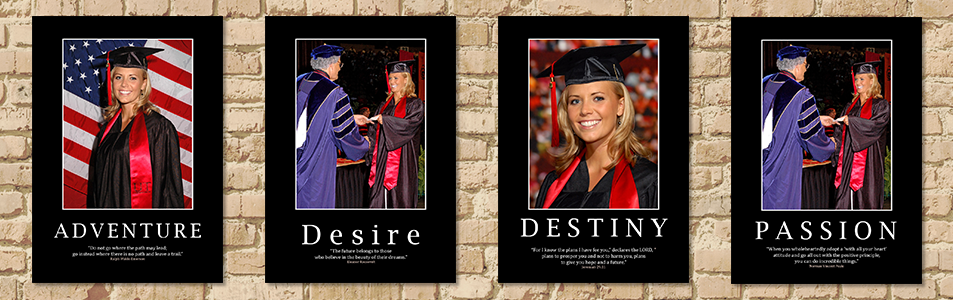 ADVENTURE
"Do not go where the path may lead;
go instead where there is no path and leave a trail."
Ralph Waldo Emerson
Desire
"The future belongs to those
who believe in the beauty of their dreams."
Eleanor Roosevelt
DESTINY
"For I know the plans I have for you," declares the LORD, "
plans to prosper you and not to harm you, plans
to give you hope and a future."
Jeremiah 29:11
PASSION
"When you wholeheartedly adopt a 'with all your heart'
attitude and go all out with the positive principle,
you can do incredible things."
Norman Vincent Peale